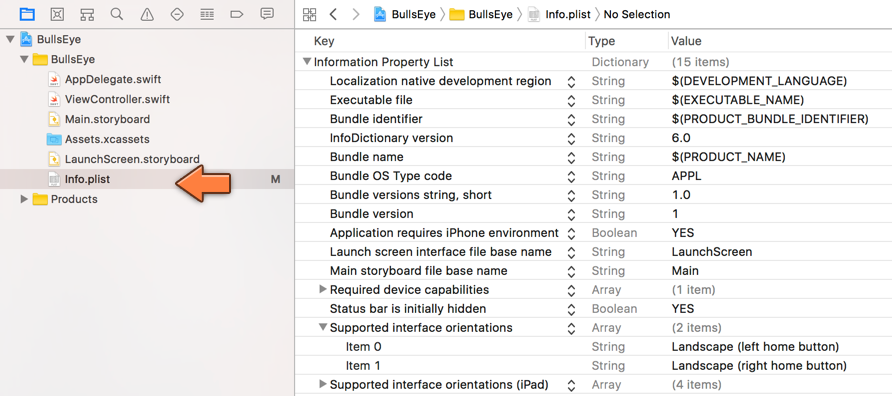 BullsEye
BullsEye
AppDelegate.swift
ViewController.swift
Main.storyboard
Assets.xcassets
LaunchScreen.storyboard
Info.plist M
Products
BullsEye BullsEye Info.plist No Selection
Key Type Value
Information Property List Dictionary (15 items)
Localization native development region String $(DEVELOPMENT_LANGUAGE)
Executable file String $(EXECUTABLE_NAME)
Bundle identifier String $(PRODUCT_BUNDLE_IDENTIFIER)
InfoDictionary version String 6.0
Bundle name String $(PRODUCT_NAME)
Bundle OS Type code String APPL
Bundle versions string, short String 1.0
Bundle version String 1
Application requires iPhone environment Boolean YES
Launch screen interface file base name String LaunchScreen
Main storyboard file base name String Main
Required device capabilities Array (1 item)
Status bar is initially hidden Boolean YES
Supported interface orientations Array (2 items)
Item 0 String Landscape (left home button)
Item 1 String Landscape (right home button)
Supported interface orientations (iPad) Array (4 items)